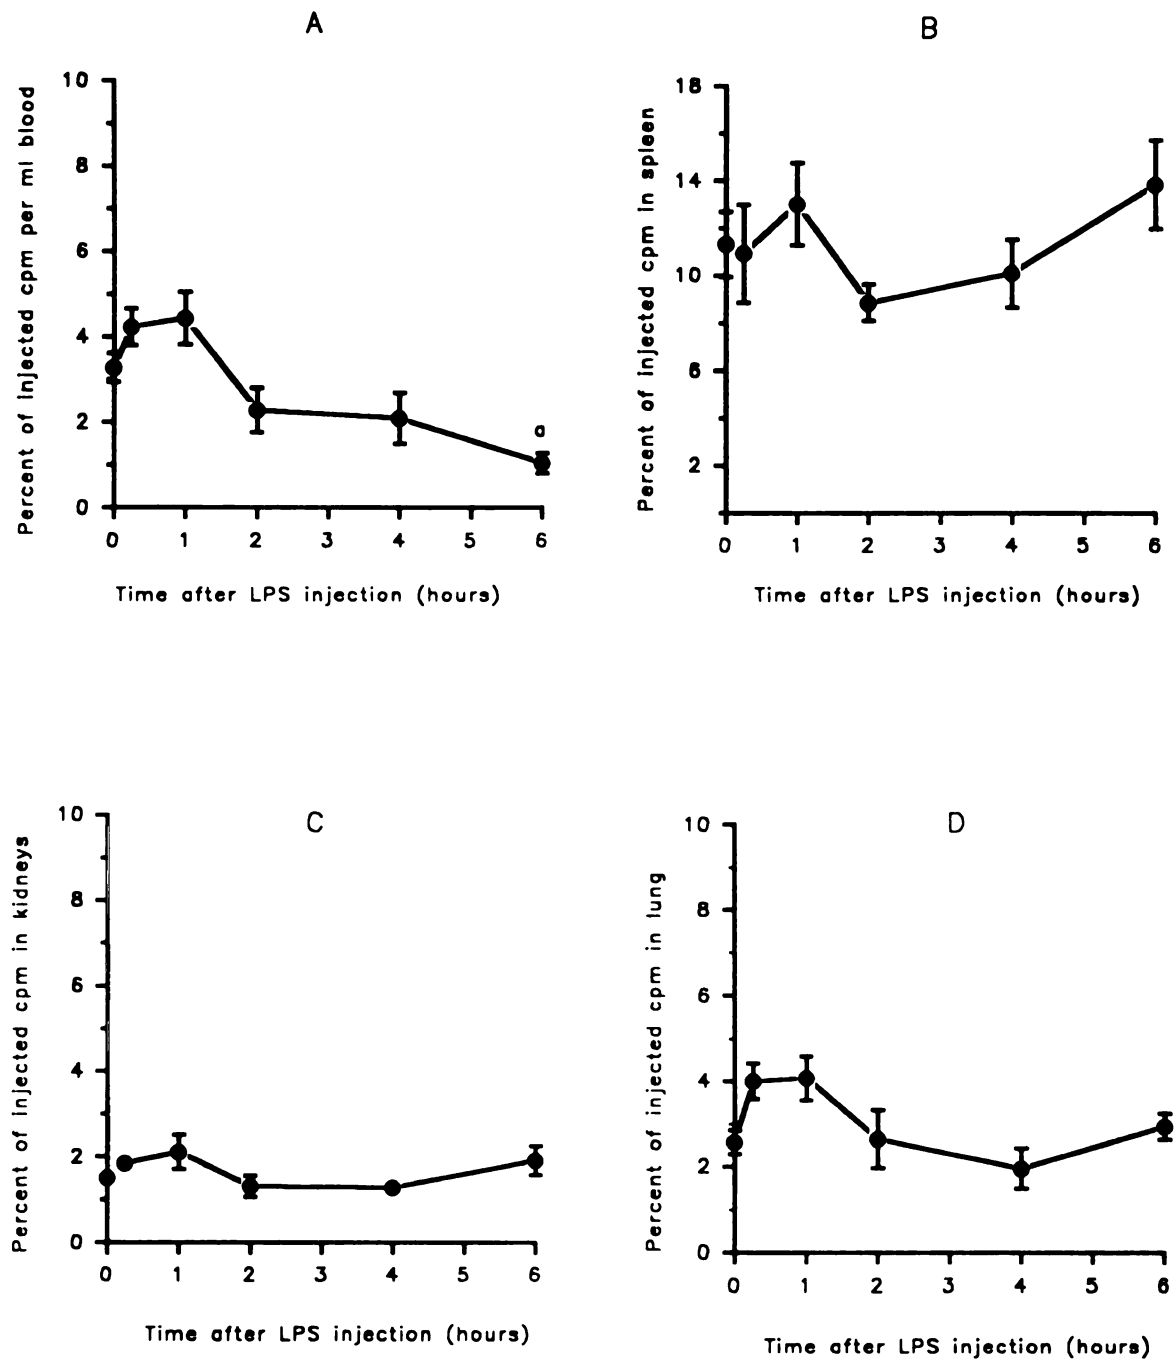 A
Percent of injected cpm per ml blood
10
8
6
4
2
0
a
0 1 2 3 4 5 6
Time after LPS injection (hours)
B
Percent of injected cpm in spleen
18
14
10
6
2
0 1 2 3 4 5 6
Time after LPS injection (hours)
C
Percent of injected cpm in kidneys
10
8
6
4
2
0
0 1 2 3 4 5 6
Time after LPS injection (hours)
D
Percent of injected cpm in lung
10
8
6
4
2
0
0 1 2 3 4 5 6
Time after LPS injection (hours)